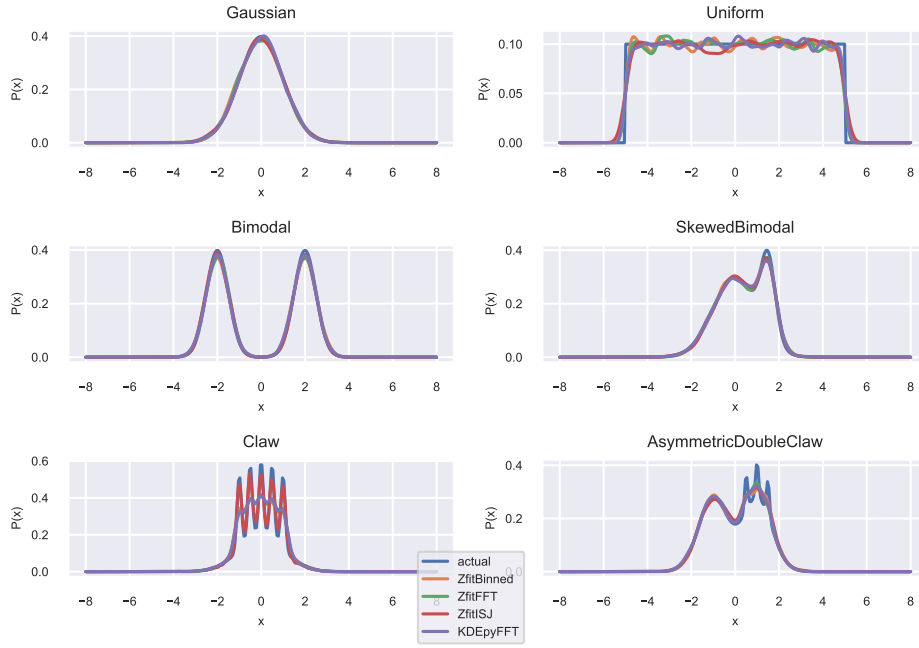 Gaussian
P(x)
0.4
0.2
0.0
−8 −6 −4 −2 0 2 4 6 8
x
Uniform
P(x)
0.10
0.05
0.00
−8 −6 −4 −2 0 2 4 6 8
x
Bimodal
P(x)
0.4
0.2
0.0
−8 −6 −4 −2 0 2 4 6 8
x
SkewedBimodal
P(x)
0.4
0.2
0.0
−8 −6 −4 −2 0 2 4 6 8
x
Claw
P(x)
0.6
0.4
0.2
0.0
−8 −6 −4 −2 0 2 4 6 8
x
AsymmetricDoubleClaw
P(x)
0.4
0.2
0.0
−8 −6 −4 −2 0 2 4 6 8
x
actual
ZfitBinned
ZfitFFT
ZfitISJ
KDEpyFFT